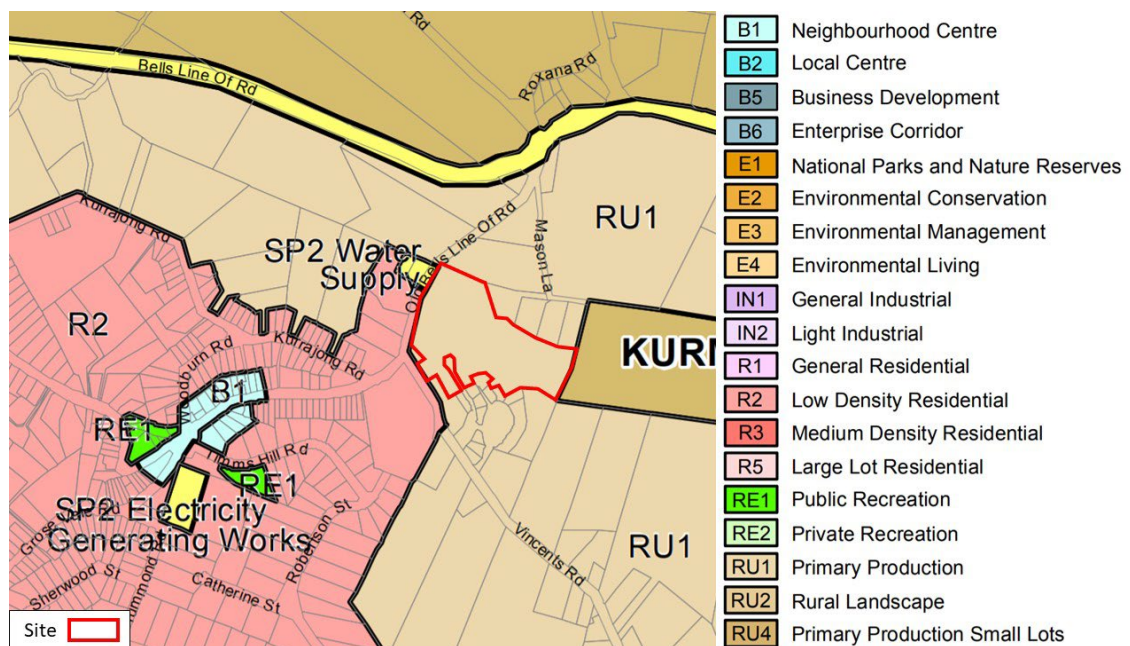 Rd
Roxana Rd
Bells Line Of Rd
RU1
Kurrajong Rd
SP2 Water
Supply
Old Bells Line Of Rd
Mason La
R2
KURM
Kurrajong Rd
Woodburn Rd
B1
RE1
Timms Hill Rd
RE1
SP2 Electricity
Generating Works
Grose Vale Rd
Robertson St
Vincents Rd
RU1
Sherwood St
Catherine St
Site
B1 Neighbourhood Centre
B2 Local Centre
B5 Business Development
B6 Enterprise Corridor
E1 National Parks and Nature Reserves
E2 Environmental Conservation
E3 Environmental Management
E4 Environmental Living
IN1 General Industrial
IN2 Light Industrial
R1 General Residential
R2 Low Density Residential
R3 Medium Density Residential
R5 Large Lot Residential
RE1 Public Recreation
RE2 Private Recreation
RU1 Primary Production
RU2 Rural Landscape
RU4 Primary Production Small Lots